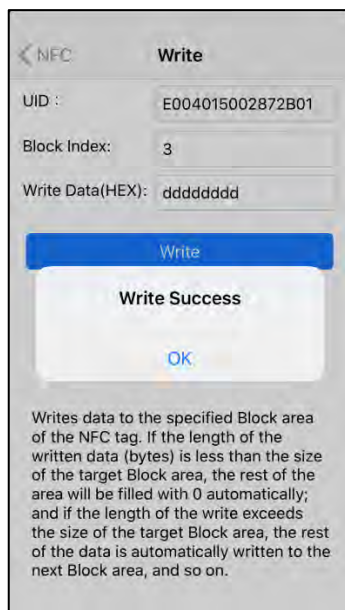 < NFC Write
UID : E004015002872B01
Block Index: 3
Write Data(HEX): dddddddd
Write
Write Success
OK
Writes data to the specified Block area
of the NFC tag. If the length of the
written data (bytes) is less than the size
of the target Block area, the rest of the
area will be filled with 0 automatically;
and if the length of the write exceeds
the size of the target Block area, the rest
of the data is automatically written to the
next Block area, and so on.